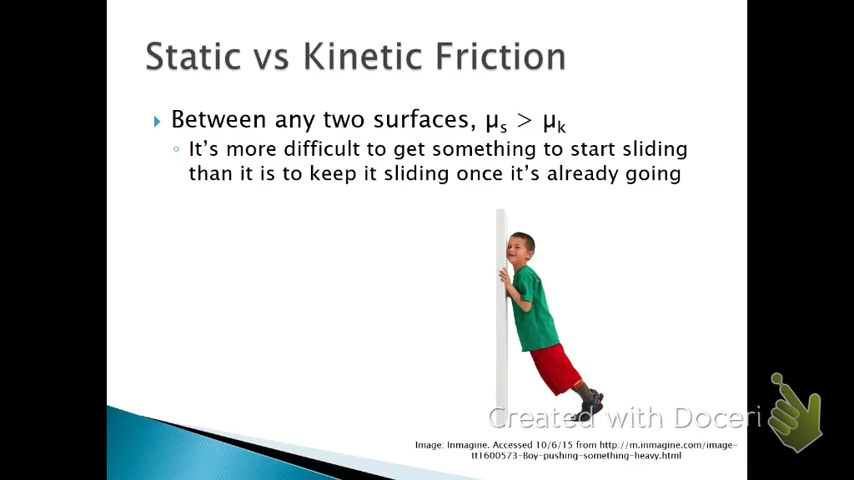 Static vs Kinetic Friction
Between any two surfaces, μs > μk
It's more difficult to get something to start sliding
than it is to keep it sliding once it's already going
Created with Doceri
Image: Inmagine. Accessed 10/6/15 from http://m.inmagine.com/image-
tt1600573-Boy-pushing-something-heavy.html